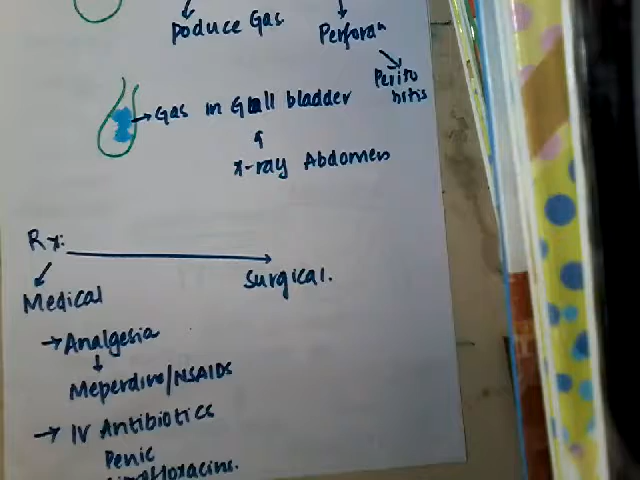 Poduce Gas
Perforan
Perito
nitis
Gas in Gall bladder
x-ray Abdomen
Rx:
Surgical.
Medical
→ Analgesia
Meperdine/NSAIDS
→ IV Antibiotics
Penic